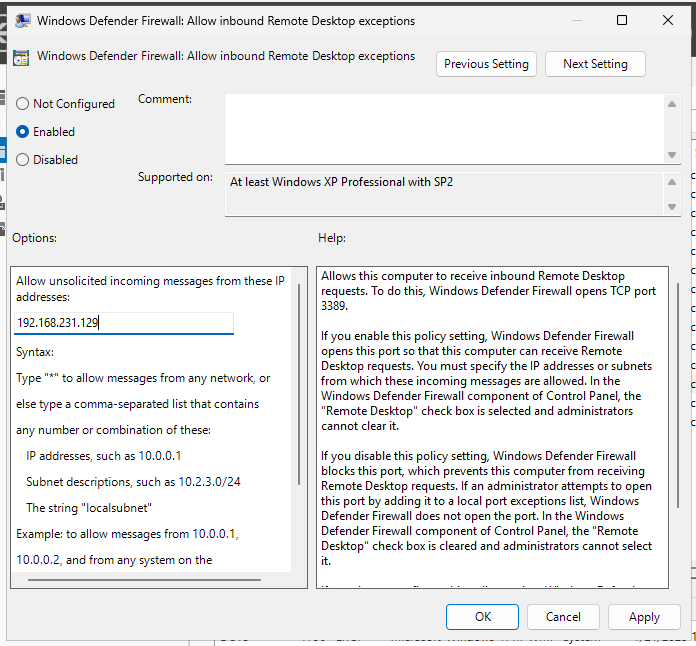 Windows Defender Firewall: Allow inbound Remote Desktop exceptions
Windows Defender Firewall: Allow inbound Remote Desktop exceptions
Previous Setting
Next Setting
Not Configured
Enabled
Disabled
Comment:
Supported on:
At least Windows XP Professional with SP2
Options:
Help:
Allow unsolicited incoming messages from these IP
addresses:
192.168.231.129
Syntax:
Type "*" to allow messages from any network, or
else type a comma-separated list that contains
any number or combination of these:
IP addresses, such as 10.0.0.1
Subnet descriptions, such as 10.2.3.0/24
The string "localsubnet"
Example: to allow messages from 10.0.0.1,
10.0.0.2, and from any system on the
Allows this computer to receive inbound Remote Desktop
requests. To do this, Windows Defender Firewall opens TCP port
3389.
If you enable this policy setting, Windows Defender Firewall
opens this port so that this computer can receive Remote
Desktop requests. You must specify the IP addresses or subnets
from which these incoming messages are allowed. In the
Windows Defender Firewall component of Control Panel, the
"Remote Desktop" check box is selected and administrators
cannot clear it.
If you disable this policy setting, Windows Defender Firewall
blocks this port, which prevents this computer from receiving
Remote Desktop requests. If an administrator attempts to open
this port by adding it to a local port exceptions list, Windows
Defender Firewall does not open the port. In the Windows
Defender Firewall component of Control Panel, the "Remote
Desktop" check box is cleared and administrators cannot select
it.
OK
Cancel
Apply